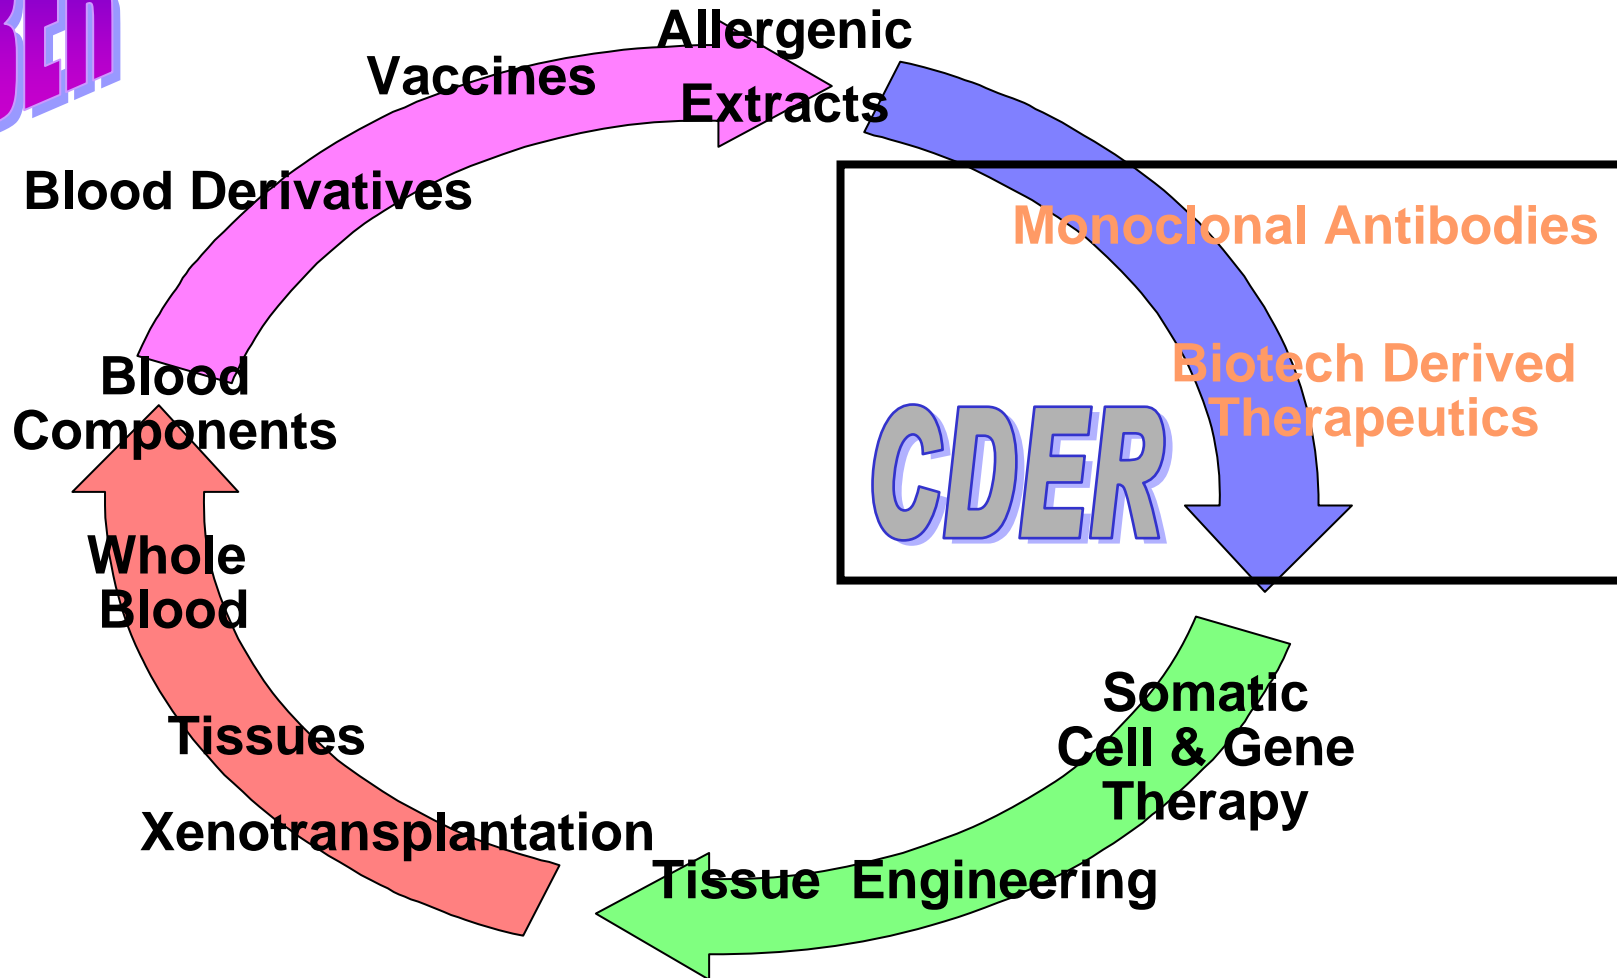 Allergenic
Extracts
Vaccines
Blood Derivatives
Monoclonal Antibodies
Biotech Derived
Therapeutics
CDER
Blood
Components
Whole
Blood
Somatic
Cell & Gene
Therapy
Tissues
Xenotransplantation
Tissue Engineering